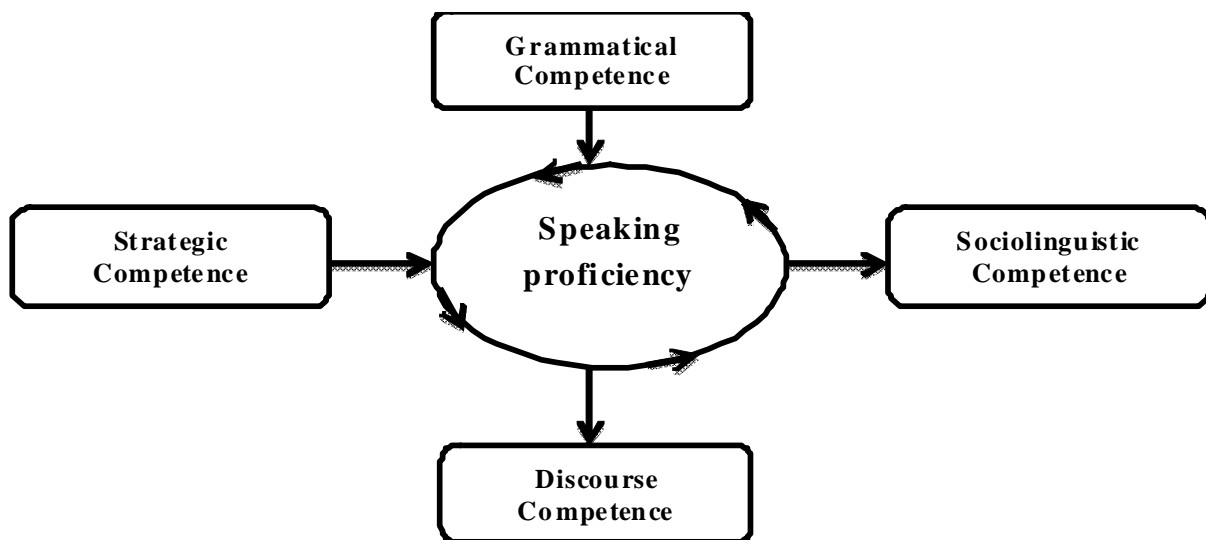 Grammatical
Competence
Speaking
proficiency
Strategic
Competence
Sociolinguistic
Competence
Discourse
Competence